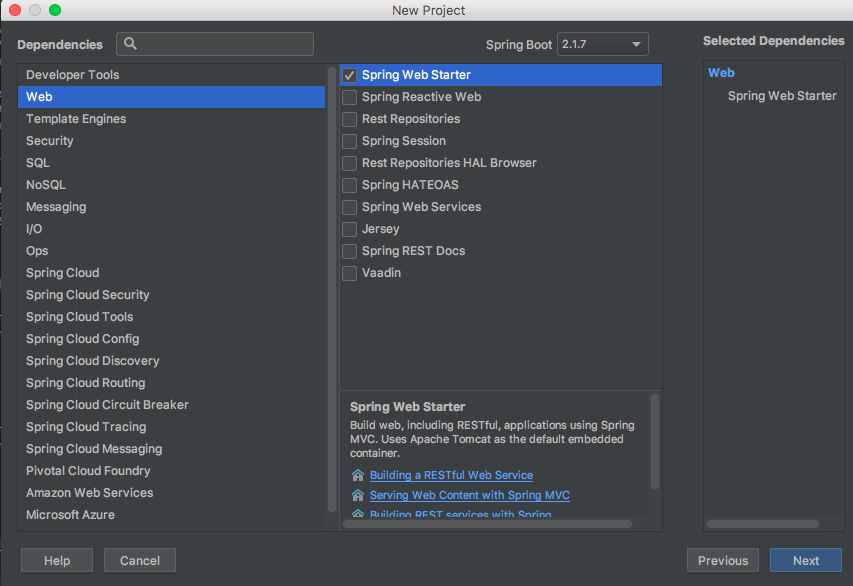 New Project
Dependencies
Spring Boot 2.1.7
Selected Dependencies
Developer Tools
Web
Template Engines
Security
SQL
NoSQL
Messaging
I/O
Ops
Spring Cloud
Spring Cloud Security
Spring Cloud Tools
Spring Cloud Config
Spring Cloud Discovery
Spring Cloud Routing
Spring Cloud Circuit Breaker
Spring Cloud Tracing
Spring Cloud Messaging
Pivotal Cloud Foundry
Amazon Web Services
Microsoft Azure
Spring Web Starter
Spring Reactive Web
Rest Repositories
Spring Session
Rest Repositories HAL Browser
Spring HATEOAS
Spring Web Services
Jersey
Spring REST Docs
Vaadin
Spring Web Starter
Build web, including RESTful, applications using Spring
MVC. Uses Apache Tomcat as the default embedded
container.
Building a RESTful Web Service
Serving Web Content with Spring MVC
Building REST services with Spring
Web
Spring Web Starter
Help
Cancel
Previous
Next